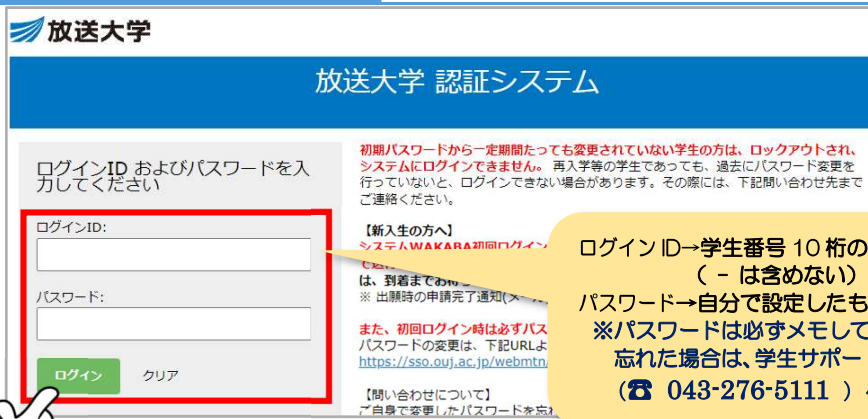 放送大学
放送大学 認証システム
ログインID およびパスワードを入
力してください
ログインID:
パスワード:
ログイン クリア
初期パスワードから一定期間たっても変更されていない学生の方は、ロックアウトされ、
システムにログインできません。 再入学等の学生であっても、過去にパスワード変更を
行っていないと、ログインできない場合があります。その際には、下記問い合わせ先まで
ご連絡ください。
【新入生の方へ】
システムWAKABA初回ログイン
は、到着までお待
※ 出願時の申請完了通知(メール
また、初回ログイン時は必ずパス
パスワードの変更は、下記URLよ
https://sso.ouj.ac.jp/webmtn/
【問い合わせについて】
ご自身で変更したパスワードを忘れ
ログイン ID→学生番号 10 桁の
( - は含めない)
パスワード→自分で設定したも
※パスワードは必ずメモして
忘れた場合は、学生サポー
(☎ 043-276-5111 )